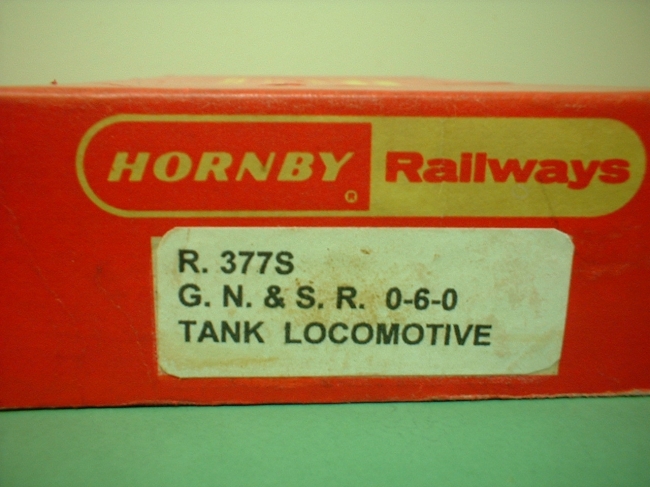 HORNBY ® Railways
R. 377S
G. N. & S. R. 0-6-0
TANK LOCOMOTIVE